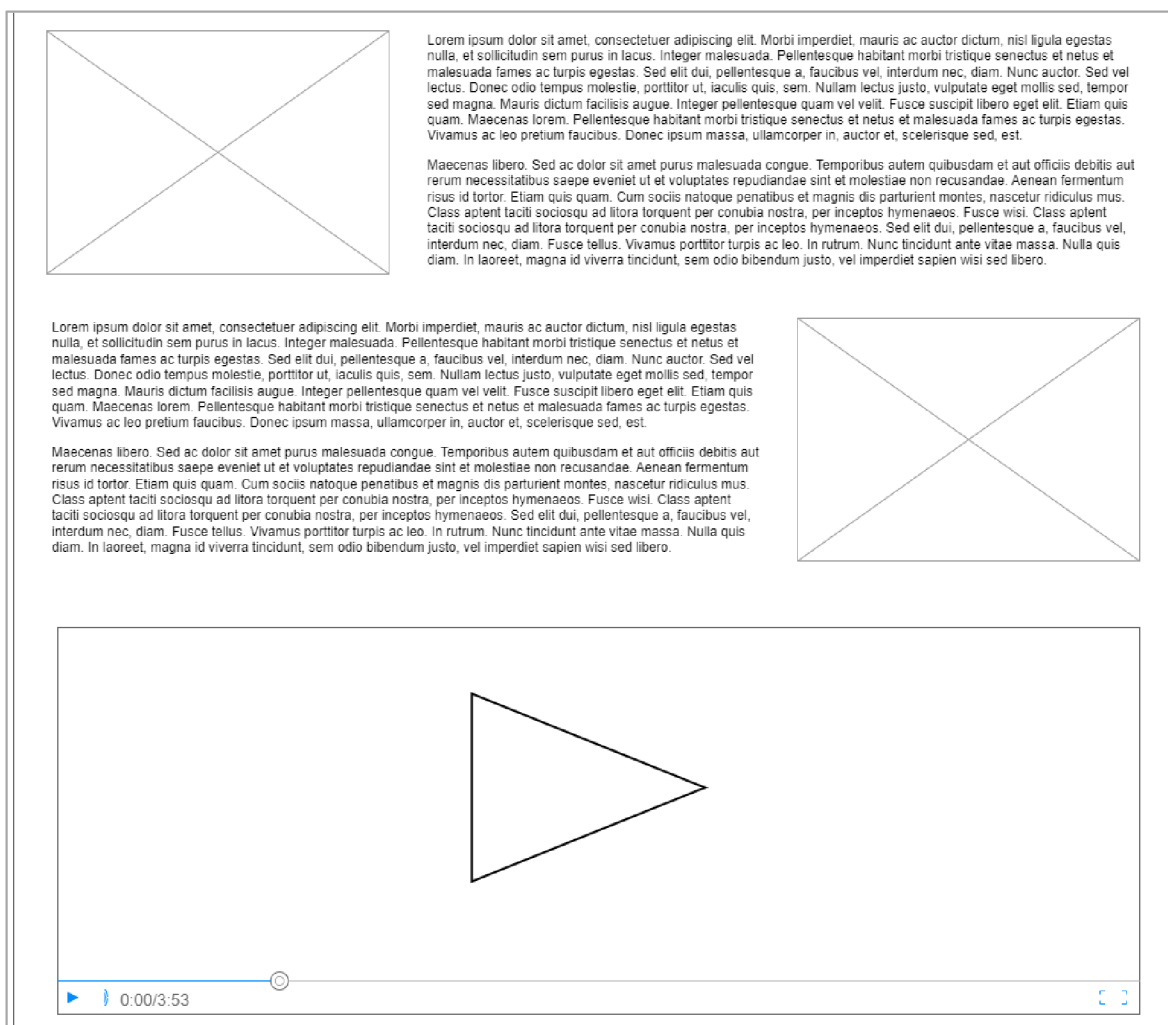 Lorem ipsum dolor sit amet, consectetuer adipiscing elit. Morbi imperdiet, mauris ac auctor dictum, nisl ligula egestas
nulla, et sollicitudin sem purus in lacus. Integer malesuada. Pellentesque habitant morbi tristique senectus et netus et
malesuada fames ac turpis egestas. Sed elit dui, pellentesque a, faucibus vel, interdum nec, diam. Nunc auctor. Sed vel
lectus. Donec odio tempus molestie, porttitor ut, iaculis quis, sem. Nullam lectus justo, vulputate eget mollis sed, tempor
sed magna. Mauris dictum facilisis augue. Integer pellentesque quam vel velit. Fusce suscipit libero eget elit. Etiam quis
quam. Maecenas lorem. Pellentesque habitant morbi tristique senectus et netus et malesuada fames ac turpis egestas.
Vivamus ac leo pretium faucibus. Donec ipsum massa, ullamcorper in, auctor et, scelerisque sed, est.
Maecenas libero. Sed ac dolor sit amet purus malesuada congue. Temporibus autem quibusdam et aut officiis debitis aut
rerum necessitatibus saepe eveniet ut et voluptates repudiandae sint et molestiae non recusandae. Aenean fermentum
risus id tortor. Etiam quis quam. Cum sociis natoque penatibus et magnis dis parturient montes, nascetur ridiculus mus.
Class aptent taciti sociosqu ad litora torquent per conubia nostra, per inceptos hymenaeos. Fusce wisi. Class aptent
taciti sociosqu ad litora torquent per conubia nostra, per inceptos hymenaeos. Sed elit dui, pellentesque a, faucibus vel,
interdum nec, diam. Fusce tellus. Vivamus porttitor turpis ac leo. In rutrum. Nunc tincidunt ante vitae massa. Nulla quis
diam. In laoreet, magna id viverra tincidunt, sem odio bibendum justo, vel imperdiet sapien wisi sed libero.
Lorem ipsum dolor sit amet, consectetuer adipiscing elit. Morbi imperdiet, mauris ac auctor dictum, nisl ligula egestas
nulla, et sollicitudin sem purus in lacus. Integer malesuada. Pellentesque habitant morbi tristique senectus et netus et
malesuada fames ac turpis egestas. Sed elit dui, pellentesque a, faucibus vel, interdum nec, diam. Nunc auctor. Sed vel
lectus. Donec odio tempus molestie, porttitor ut, iaculis quis, sem. Nullam lectus justo, vulputate eget mollis sed, tempor
sed magna. Mauris dictum facilisis augue. Integer pellentesque quam vel velit. Fusce suscipit libero eget elit. Etiam quis
quam. Maecenas lorem. Pellentesque habitant morbi tristique senectus et netus et malesuada fames ac turpis egestas.
Vivamus ac leo pretium faucibus. Donec ipsum massa, ullamcorper in, auctor et, scelerisque sed, est.
Maecenas libero. Sed ac dolor sit amet purus malesuada congue. Temporibus autem quibusdam et aut officiis debitis aut
rerum necessitatibus saepe eveniet ut et voluptates repudiandae sint et molestiae non recusandae. Aenean fermentum
risus id tortor. Etiam quis quam. Cum sociis natoque penatibus et magnis dis parturient montes, nascetur ridiculus mus.
Class aptent taciti sociosqu ad litora torquent per conubia nostra, per inceptos hymenaeos. Fusce wisi. Class aptent
taciti sociosqu ad litora torquent per conubia nostra, per inceptos hymenaeos. Sed elit dui, pellentesque a, faucibus vel,
interdum nec, diam. Fusce tellus. Vivamus porttitor turpis ac leo. In rutrum. Nunc tincidunt ante vitae massa. Nulla quis
diam. In laoreet, magna id viverra tincidunt, sem odio bibendum justo, vel imperdiet sapien wisi sed libero.
0:00/3:53